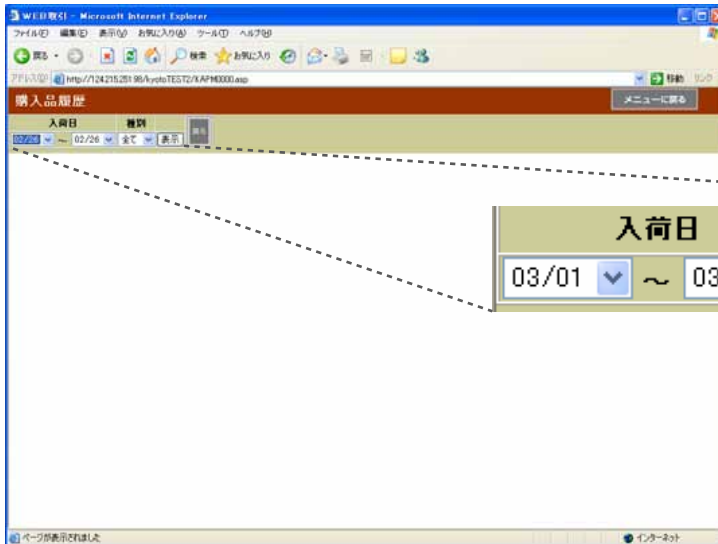 WEB取引 - Microsoft Internet Explorer
ファイル(F) 編集(E) 表示(V) お気に入り(A) ツール(T) ヘルプ(H)
戻る 検索 お気に入り
アドレス(D) 移動 リンク
購入品履歴 メニューに戻る
入荷日 種別
02/26 ～ 02/26 全て 表示
入荷日
03/01 ～ 03
ページが表示されました インターネット